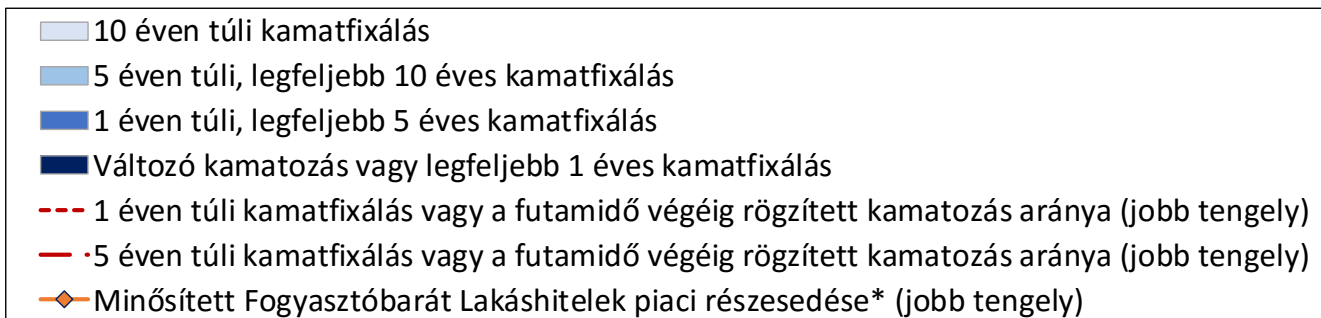 10 éven túli kamatfixálás
5 éven túli, legfeljebb 10 éves kamatfixálás
1 éven túli, legfeljebb 5 éves kamatfixálás
Változó kamatozás vagy legfeljebb 1 éves kamatfixálás
1 éven túli kamatfixálás vagy a futamidő végéig rögzített kamatozás aránya (jobb tengely)
5 éven túli kamatfixálás vagy a futamidő végéig rögzített kamatozás aránya (jobb tengely)
Minősített Fogyasztóbarát Lakáshitelek piaci részesedése* (jobb tengely)